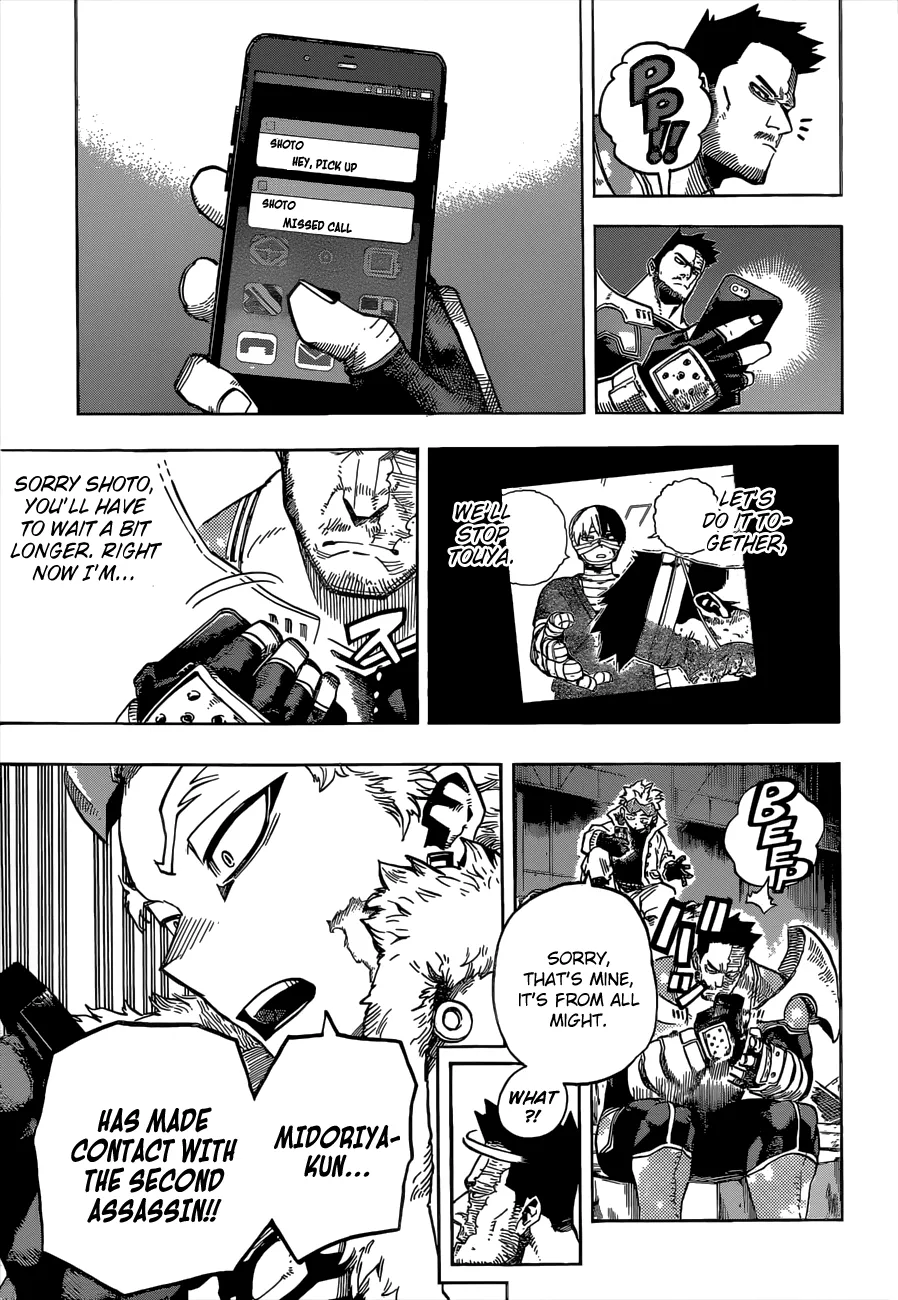 PP!!
SHOTO
HEY, PICK UP
SHOTO
MISSED CALL
LET'S
DO IT TO-
GETHER,
WE'LL
STOP
TOUYA.
ク
SORRY SHOTO,
YOU'LL HAVE
TO WAIT A BIT
LONGER. RIGHT
NOW I'M...
BEEP
SORRY,
THAT'S MINE,
IT'S FROM ALL
MIGHT.
WHAT
?!
MIDORIYA-
KUN...
HAS MADE
CONTACT WITH
THE SECOND
ASSASSIN!!